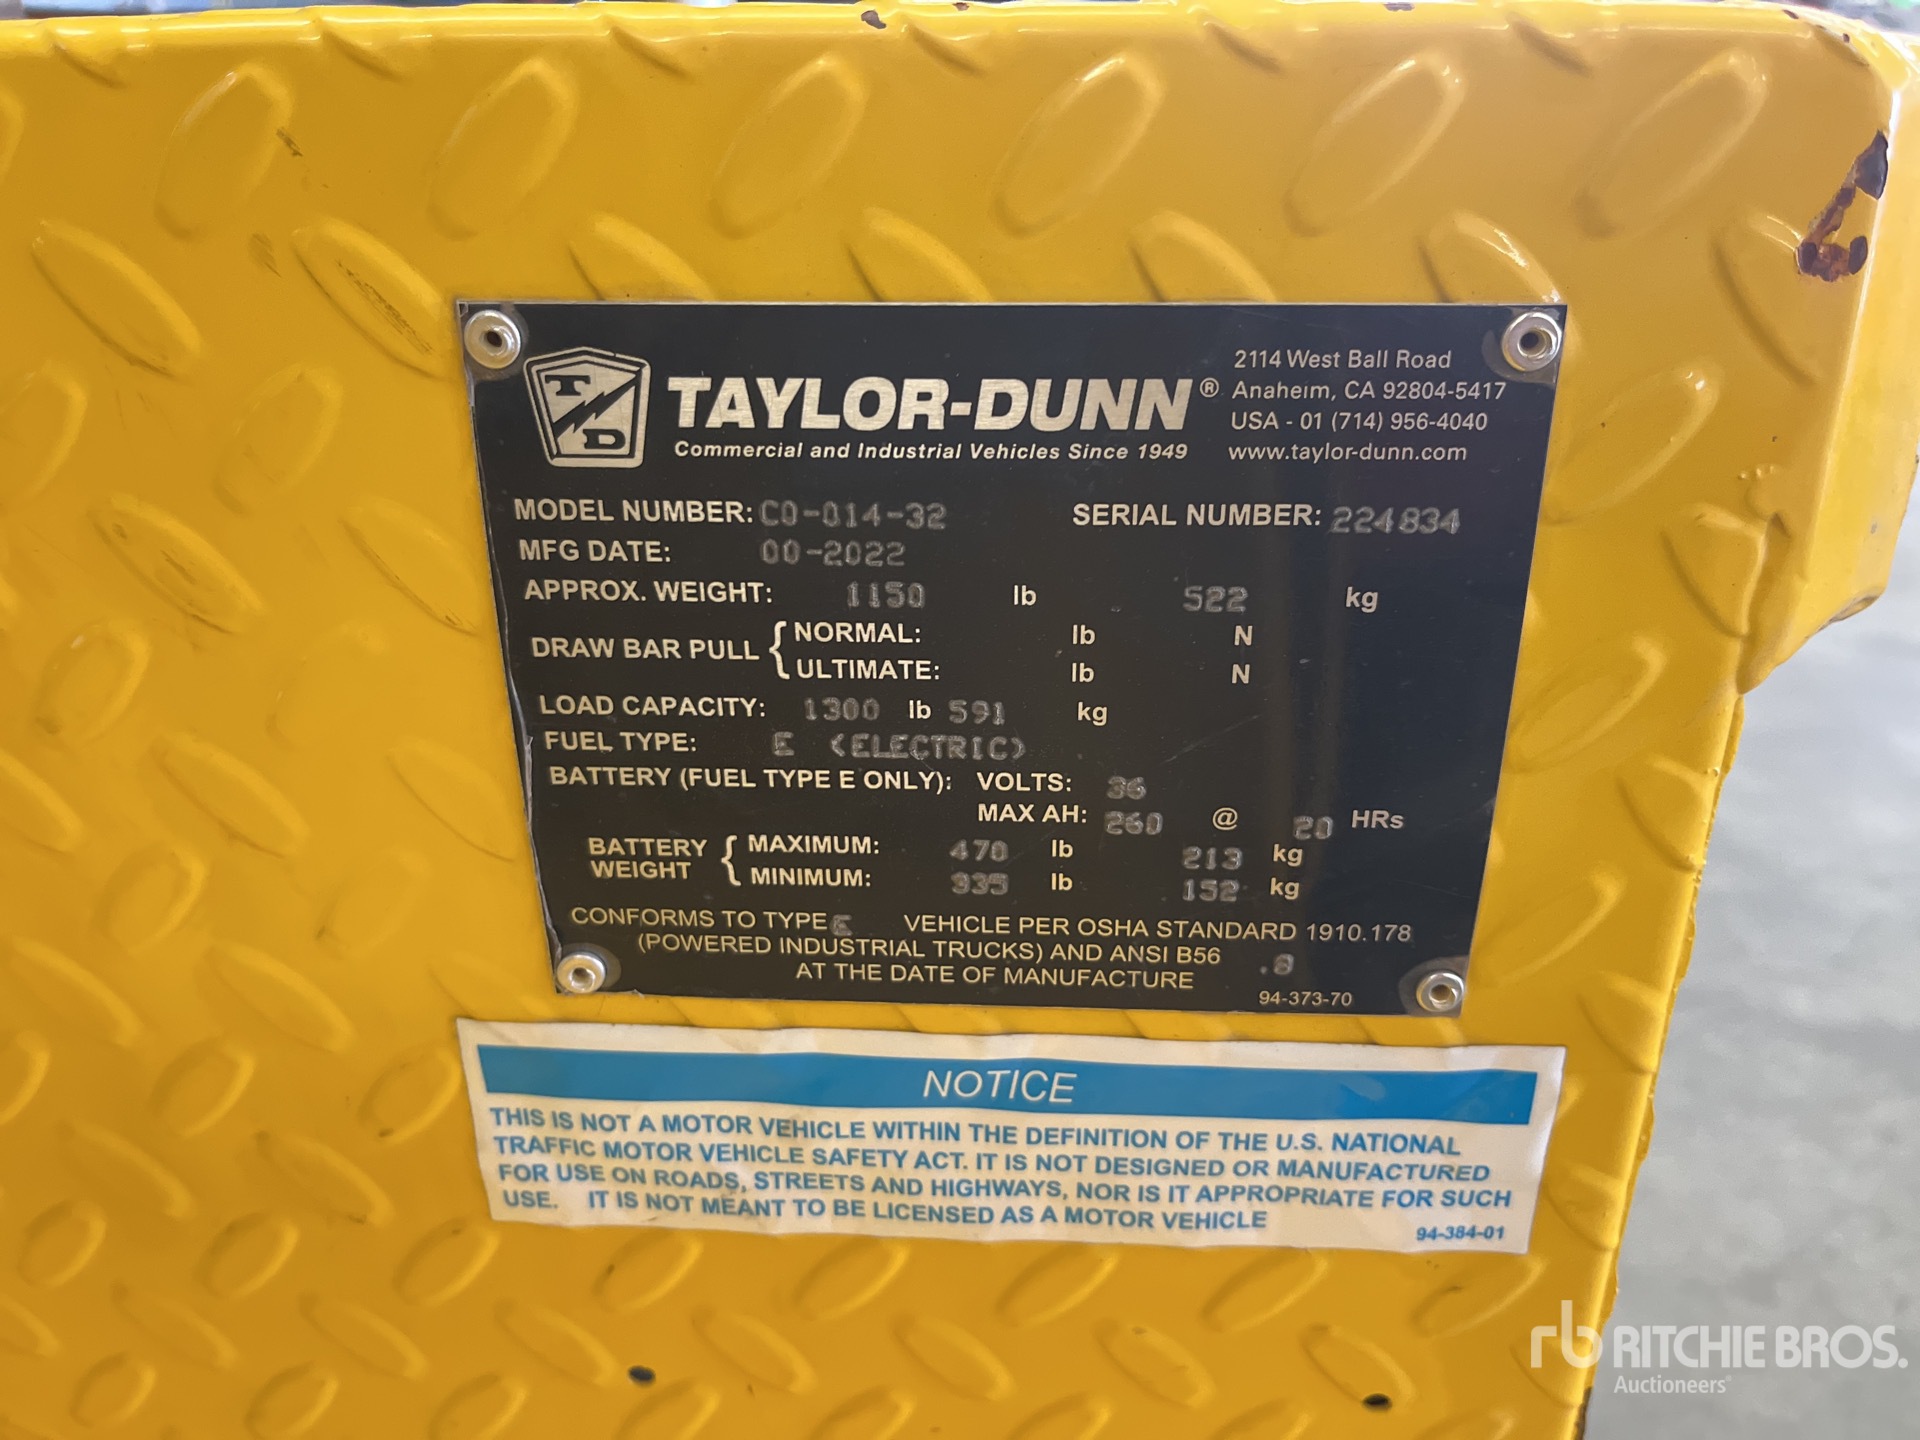 TD
TAYLOR-DUNN®
Commercial and Industrial Vehicles Since 1949
2114 West Ball Road
Anaheim, CA 92804-5417
USA - 01 (714) 956-4040
www.taylor-dunn.com
MODEL NUMBER: CO-014-32 SERIAL NUMBER: 224834
MFG DATE: 00-2022
APPROX. WEIGHT: 1150 lb 522 kg
DRAW BAR PULL { NORMAL: lb N
ULTIMATE: lb N
LOAD CAPACITY: 1300 lb 591 kg
FUEL TYPE: E (ELECTRIC)
BATTERY (FUEL TYPE E ONLY): VOLTS: 36
MAX AH: 260 @ 20 HRs
BATTERY WEIGHT { MAXIMUM: 470 lb 213 kg
MINIMUM: 335 lb 152 kg
CONFORMS TO TYPE E VEHICLE PER OSHA STANDARD 1910.178
(POWERED INDUSTRIAL TRUCKS) AND ANSI B56 .8
AT THE DATE OF MANUFACTURE
94-373-70
NOTICE
THIS IS NOT A MOTOR VEHICLE WITHIN THE DEFINITION OF THE U.S. NATIONAL
TRAFFIC MOTOR VEHICLE SAFETY ACT. IT IS NOT DESIGNED OR MANUFACTURED
FOR USE ON ROADS, STREETS AND HIGHWAYS, NOR IS IT APPROPRIATE FOR SUCH
USE. IT IS NOT MEANT TO BE LICENSED AS A MOTOR VEHICLE
94-384-01
rb RITCHIE BROS.
Auctioneers